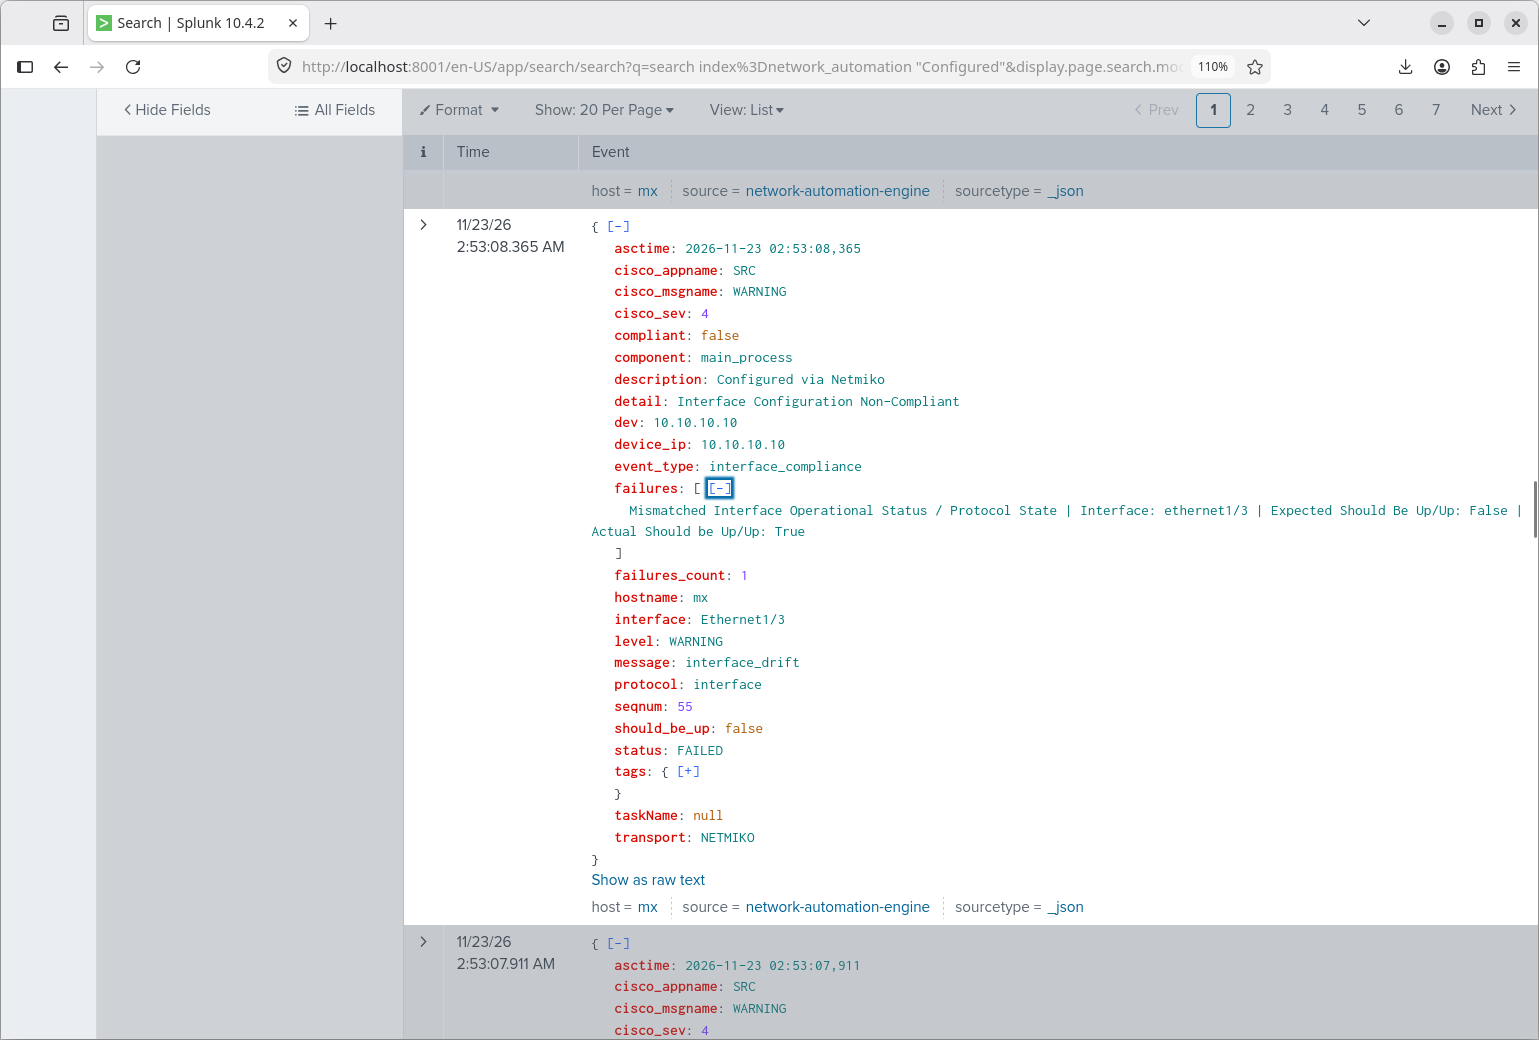 Search | Splunk 10.4.2
http://localhost:8001/en-US/app/search/search?q=search index%3Dnetwork_automation "Configured"&display.page.search.mo
110%
Hide Fields
All Fields
Format
Show: 20 Per Page
View: List
Prev 1 2 3 4 5 6 7 Next
i Time Event
host = mx source = network-automation-engine sourcetype = _json
11/23/26
2:53:08.365 AM
{ [-]
asctime: 2026-11-23 02:53:08,365
cisco_appname: SRC
cisco_msgname: WARNING
cisco_sev: 4
compliant: false
component: main_process
description: Configured via Netmiko
detail: Interface Configuration Non-Compliant
dev: 10.10.10.10
device_ip: 10.10.10.10
event_type: interface_compliance
failures: [ [-]
Mismatched Interface Operational Status / Protocol State | Interface: ethernet1/3 | Expected Should Be Up/Up: False |
Actual Should be Up/Up: True
]
failures_count: 1
hostname: mx
interface: Ethernet1/3
level: WARNING
message: interface_drift
protocol: interface
seqnum: 55
should_be_up: false
status: FAILED
tags: { [+]
}
taskName: null
transport: NETMIKO
}
Show as raw text
host = mx source = network-automation-engine sourcetype = _json
11/23/26
2:53:07.911 AM
{ [-]
asctime: 2026-11-23 02:53:07,911
cisco_appname: SRC
cisco_msgname: WARNING
cisco_sev: 4